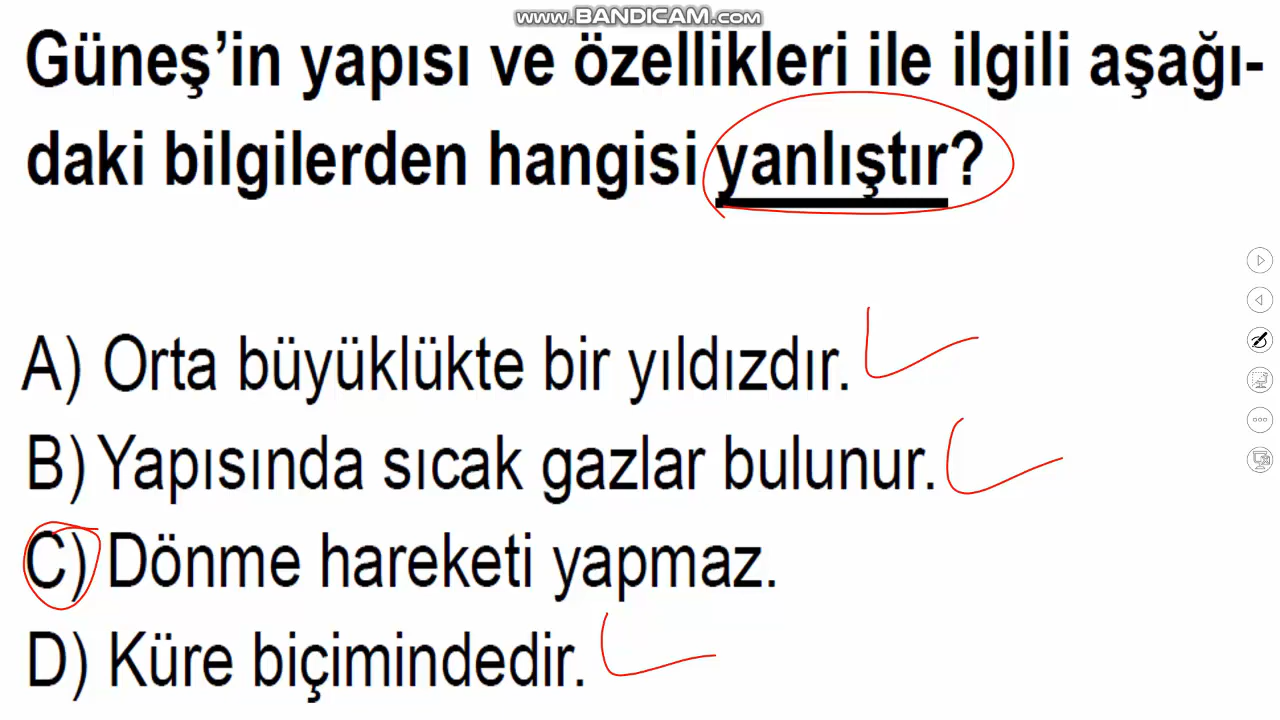 www.BANDICAM.com
Güneş’in yapısı ve özellikleri ile ilgili aşağı-
daki bilgilerden hangisi yanlıştır?
A) Orta büyüklükte bir yıldızdır.
B) Yapısında sıcak gazlar bulunur.
C) Dönme hareketi yapmaz.
D) Küre biçimindedir.